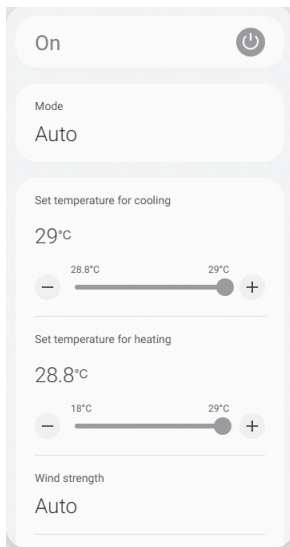 On
Mode
Auto
Set temperature for cooling
29°C
28.8°C 29°C
Set temperature for heating
28.8°C
18°C 29°C
Wind strength
Auto